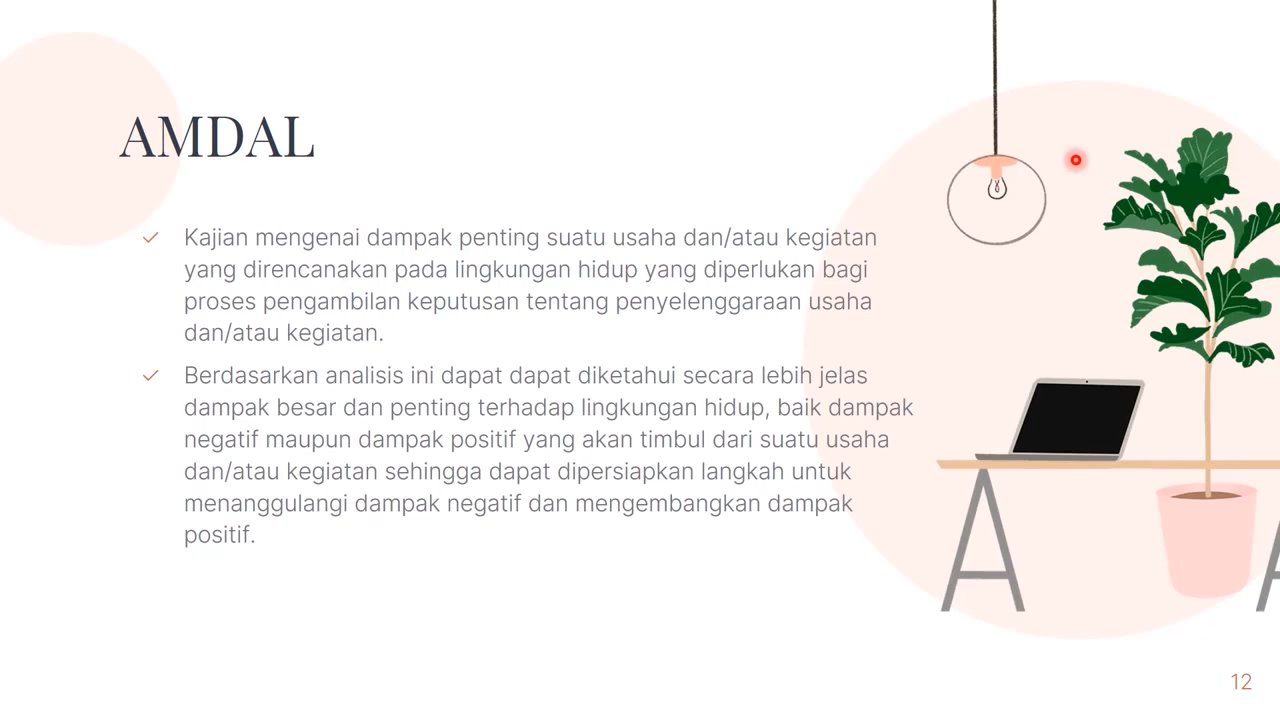 AMDAL
Kajian mengenai dampak penting suatu usaha dan/atau kegiatan
yang direncanakan pada lingkungan hidup yang diperlukan bagi
proses pengambilan keputusan tentang penyelenggaraan usaha
dan/atau kegiatan.
Berdasarkan analisis ini dapat dapat diketahui secara lebih jelas
dampak besar dan penting terhadap lingkungan hidup, baik dampak
negatif maupun dampak positif yang akan timbul dari suatu usaha
dan/atau kegiatan sehingga dapat dipersiapkan langkah untuk
menanggulangi dampak negatif dan mengembangkan dampak
positif.
12